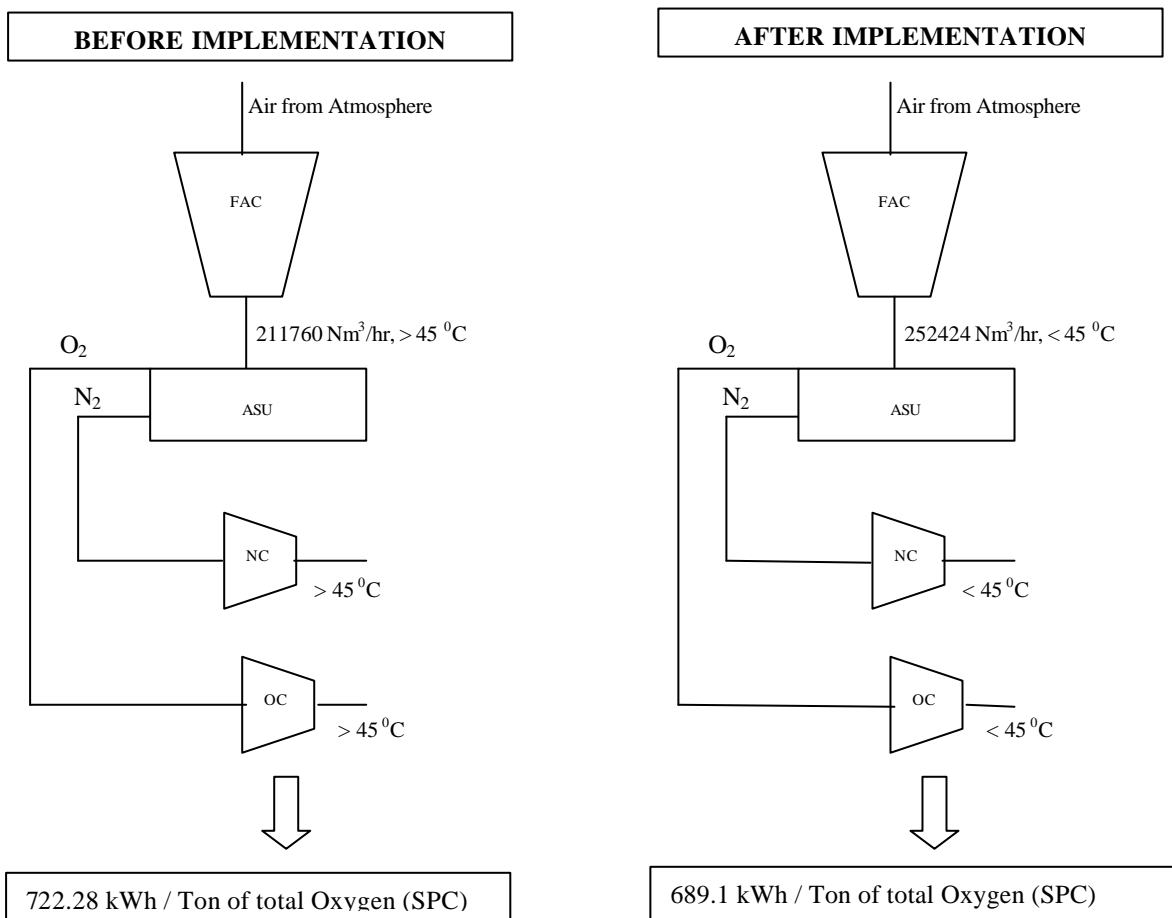 BEFORE IMPLEMENTATION
Air from Atmosphere
FAC
211760 Nm³/hr, > 45 ⁰C
O₂
N₂
ASU
NC
> 45 ⁰C
OC
> 45 ⁰C
722.28 kWh / Ton of total Oxygen (SPC)
AFTER IMPLEMENTATION
Air from Atmosphere
FAC
252424 Nm³/hr, < 45 ⁰C
O₂
N₂
ASU
NC
< 45 ⁰C
OC
< 45 ⁰C
689.1 kWh / Ton of total Oxygen (SPC)